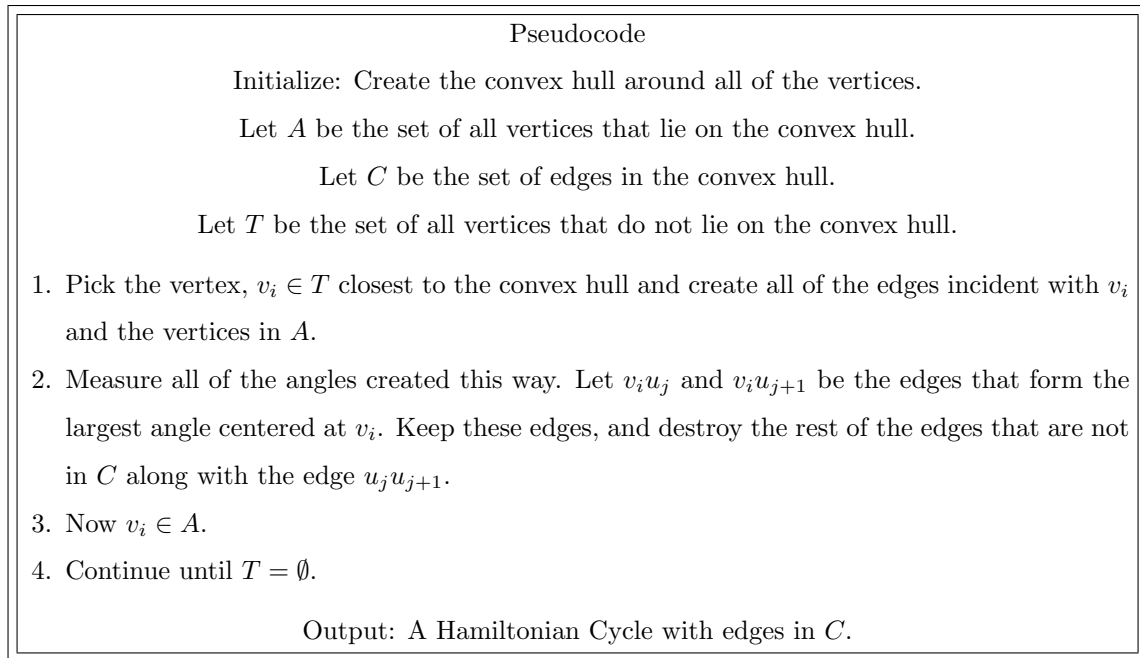 Pseudocode
Initialize: Create the convex hull around all of the vertices.
Let A be the set of all vertices that lie on the convex hull.
Let C be the set of edges in the convex hull.
Let T be the set of all vertices that do not lie on the convex hull.
1. Pick the vertex, v_i ∈ T closest to the convex hull and create all of the edges incident with v_i
and the vertices in A.
2. Measure all of the angles created this way. Let v_iu_j and v_iu_{j+1} be the edges that form the
largest angle centered at v_i. Keep these edges, and destroy the rest of the edges that are not
in C along with the edge u_ju_{j+1}.
3. Now v_i ∈ A.
4. Continue until T = ∅.
Output: A Hamiltonian Cycle with edges in C.